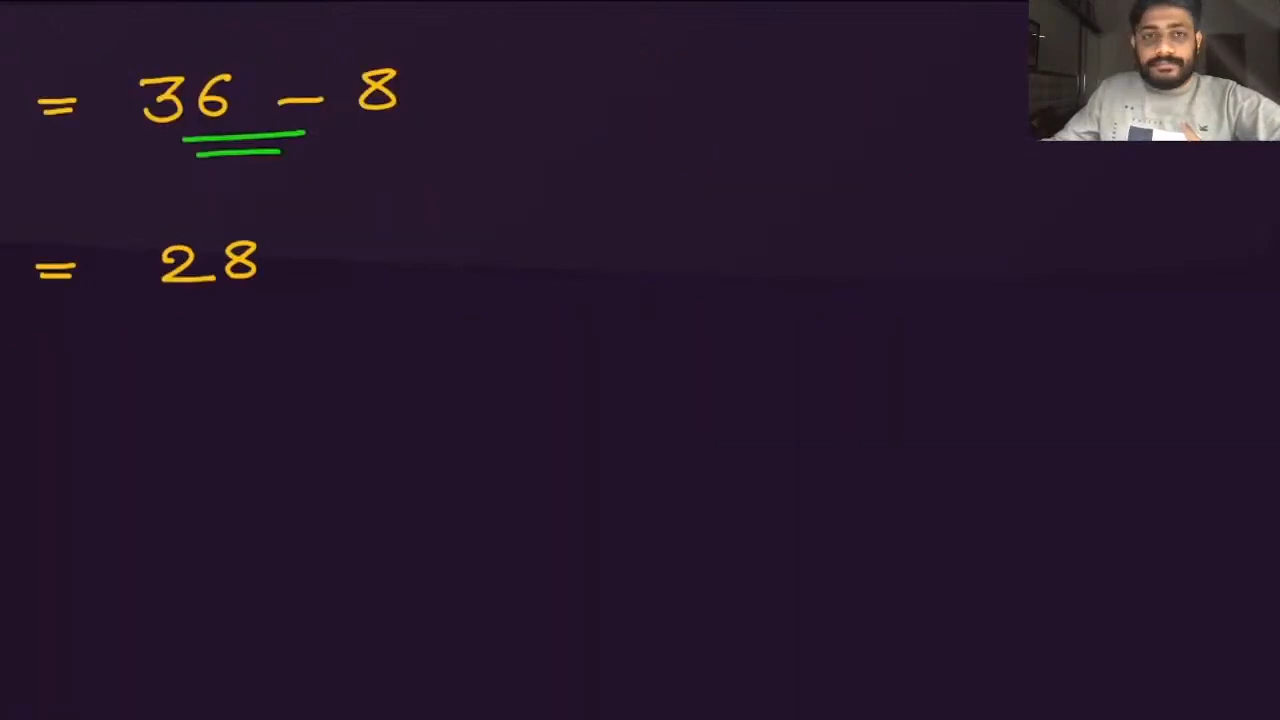 = 36 - 8
= 28